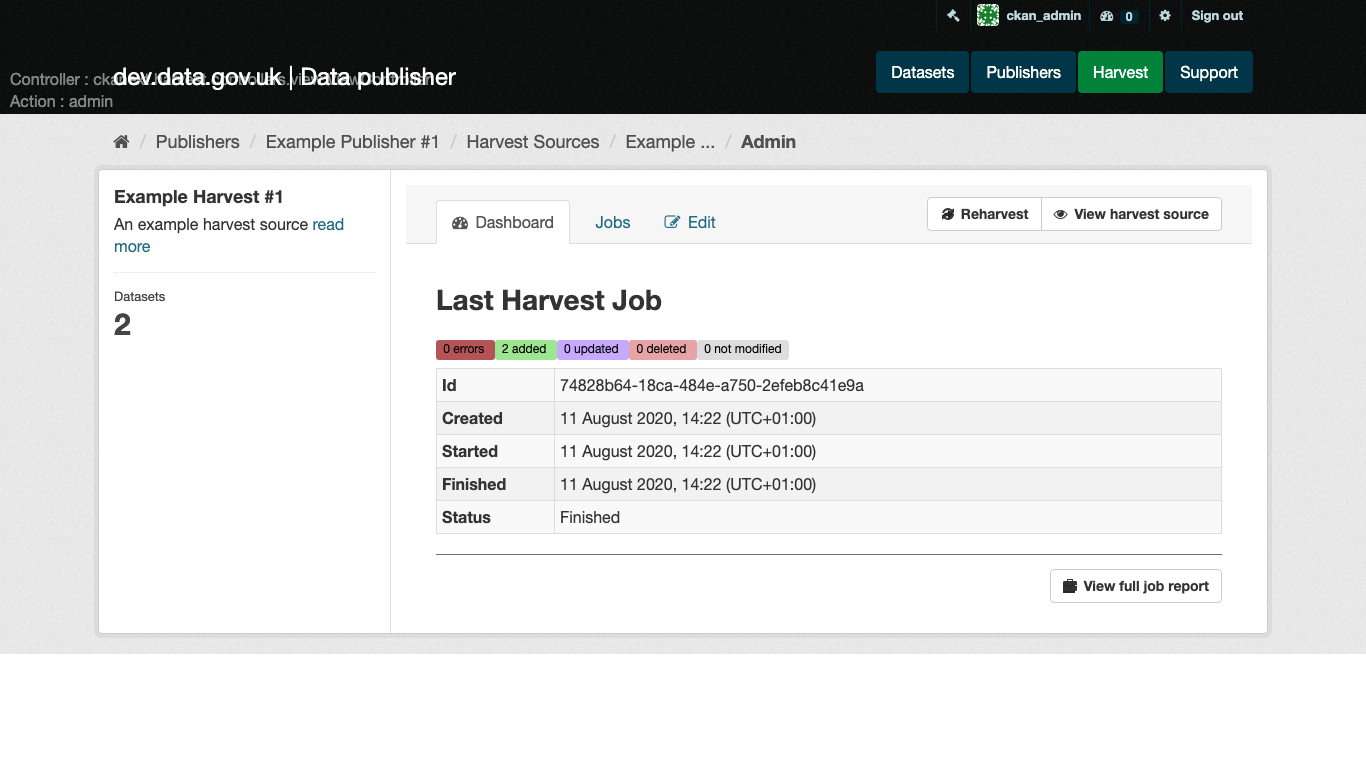 ckan_admin 0 Sign out
dev.data.gov.uk | Data publisher
Datasets Publishers Harvest Support
Controller :
Action : admin
/ Publishers / Example Publisher #1 / Harvest Sources / Example ... / Admin
Example Harvest #1
An example harvest source read
more
Datasets
2
Dashboard Jobs Edit
Reharvest View harvest source
Last Harvest Job
0 errors 2 added 0 updated 0 deleted 0 not modified
Id 74828b64-18ca-484e-a750-2efeb8c41e9a
Created 11 August 2020, 14:22 (UTC+01:00)
Started 11 August 2020, 14:22 (UTC+01:00)
Finished 11 August 2020, 14:22 (UTC+01:00)
Status Finished
View full job report